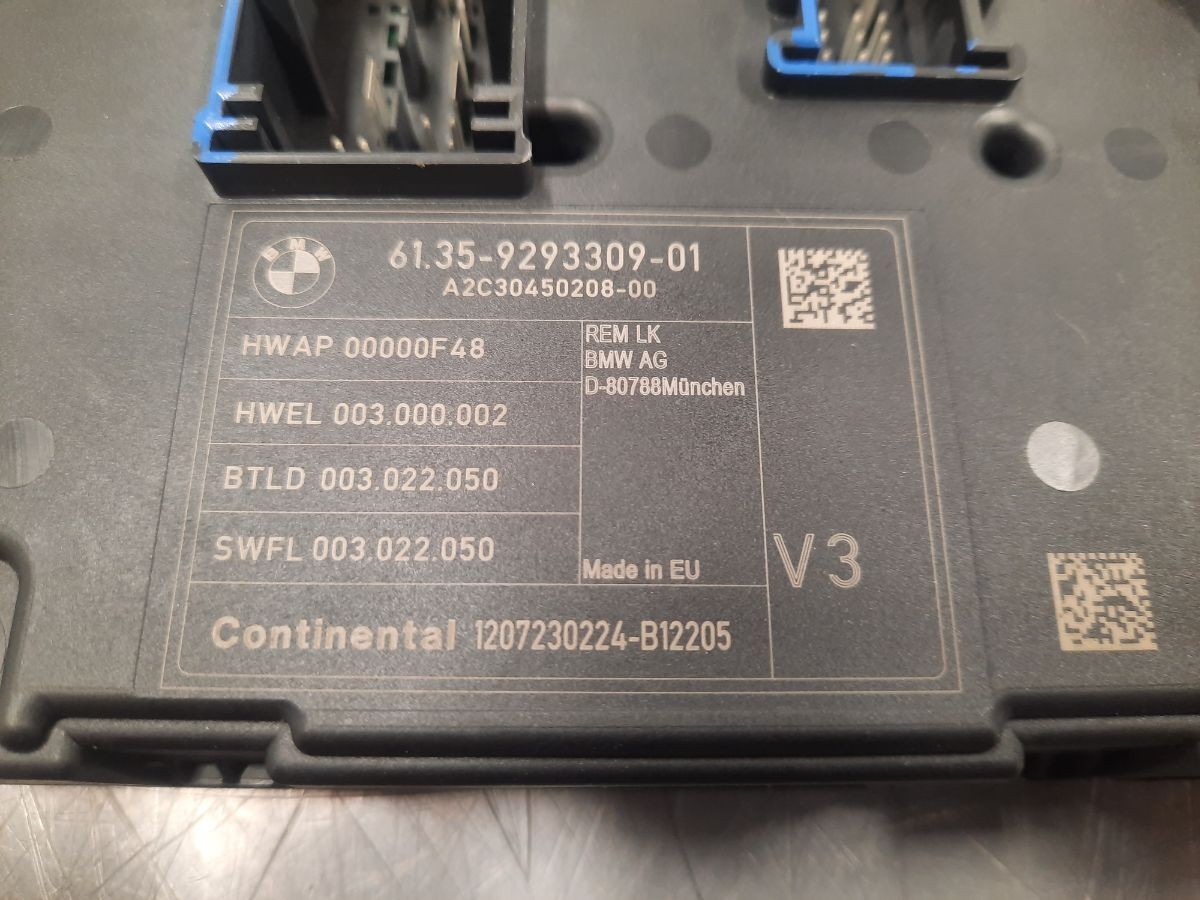 BMW
61.35-9293309-01
A2C30450208-00
HWAP 00000F48
HWEL 003.000.002
BTLD 003.022.050
SWFL 003.022.050
REM LK
BMW AG
D-80788München
Made in EU
V3
Continental 1207230224-B12205